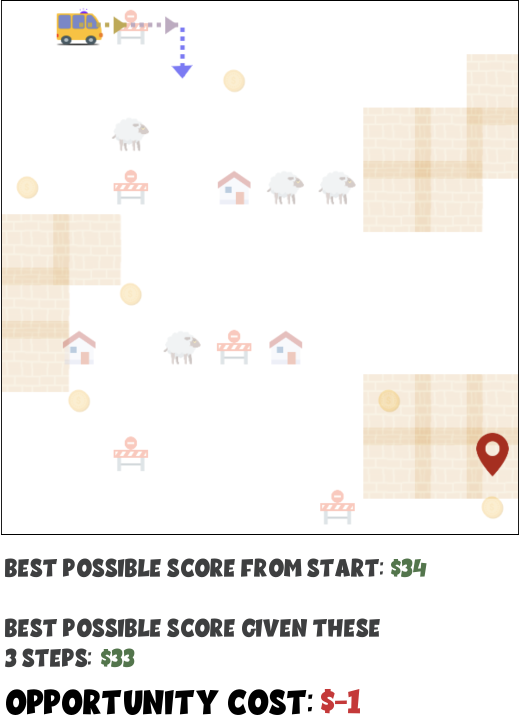 BEST POSSIBLE SCORE FROM START: $34
BEST POSSIBLE SCORE GIVEN THESE
3 STEPS: $33
OPPORTUNITY COST: $-1